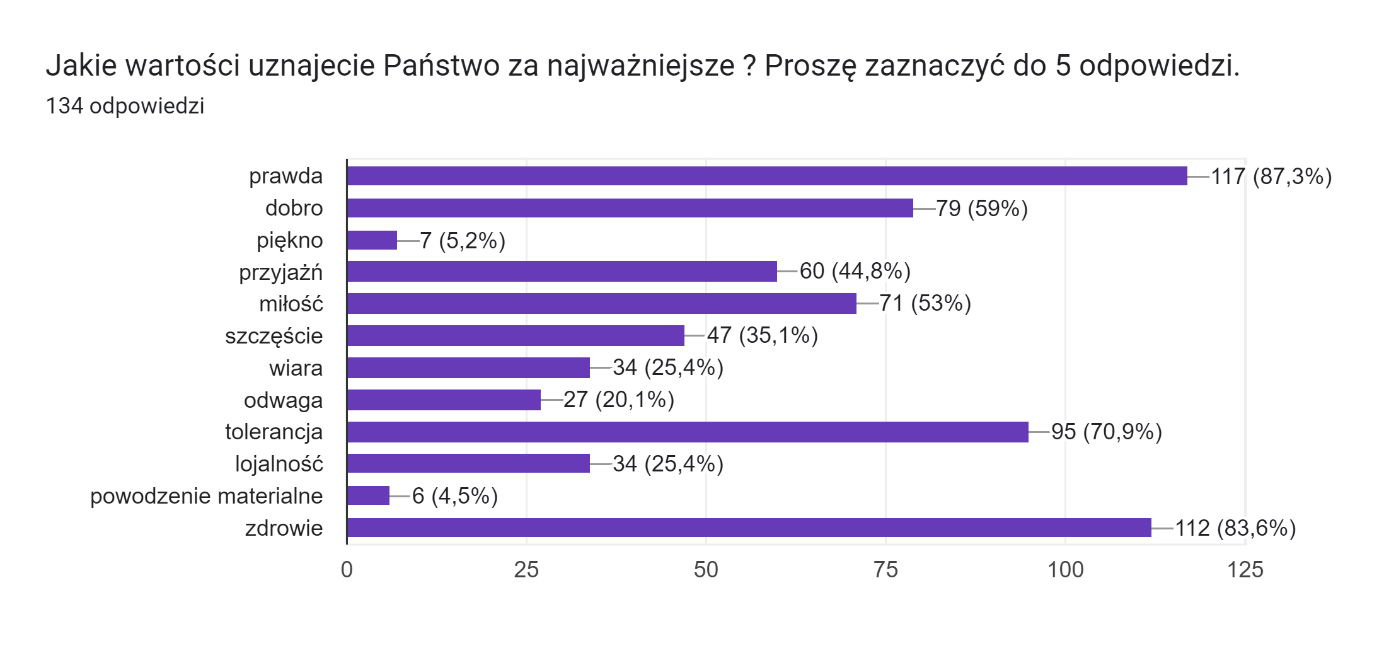 Jakie wartości uznajecie Państwo za najważniejsze ? Proszę zaznaczyć do 5 odpowiedzi.
134 odpowiedzi
prawda 117 (87,3%)
dobro 79 (59%)
piękno 7 (5,2%)
przyjaźń 60 (44,8%)
miłość 71 (53%)
szczęście 47 (35,1%)
wiara 34 (25,4%)
odwaga 27 (20,1%)
tolerancja 95 (70,9%)
lojalność 34 (25,4%)
powodzenie materialne 6 (4,5%)
zdrowie 112 (83,6%)
0 25 50 75 100 125